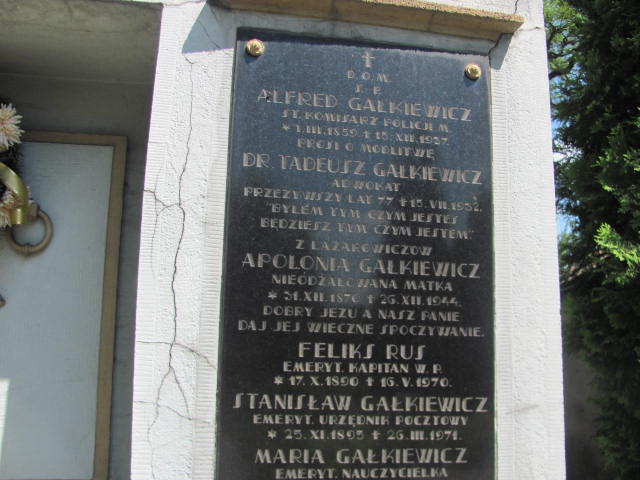 D.O.M.
Ś. P.
ALFRED GAŁKIEWICZ
ST. KOMISARZ POLICJI M.
* 1.III.1859 + 15.XII.1937.
PROSI O MODLITWĘ
DR TADEUSZ GAŁKIEWICZ
ADWOKAT
PRZEŻYWSZY LAT 77 + 15.VII.1982.
"BYŁEM TYM CZYM JESTEŚ
BĘDZIESZ TYM CZYM JESTEM"
Z ŁAZAROWICZÓW
APOLONIA GAŁKIEWICZ
NIEODŻAŁOWANA MATKA
* 31.XII.1876 + 26.XII.1944.
DOBRY JEZU A NASZ PANIE
DAJ JEJ WIECZNE SPOCZYWANIE.
FELIKS RUS
EMERYT. KAPITAN W. P.
* 17.X.1890 + 16.V.1970.
STANISŁAW GAŁKIEWICZ
EMERYT. URZĘDNIK POCZTOWY
* 25.XI.1895 + 26.III.1971.
MARIA GAŁKIEWICZ
EMERYT. NAUCZYCIELKA